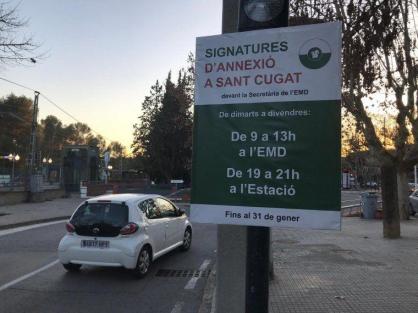 SIGNATURES
D'ANNEXIÓ
A SANT CUGAT
davant la Secretària de l'EMD
De dimarts a divendres:
De 9 a 13h
a l'EMD
De 19 a 21h
a l'Estació
Fins al 31 de gener